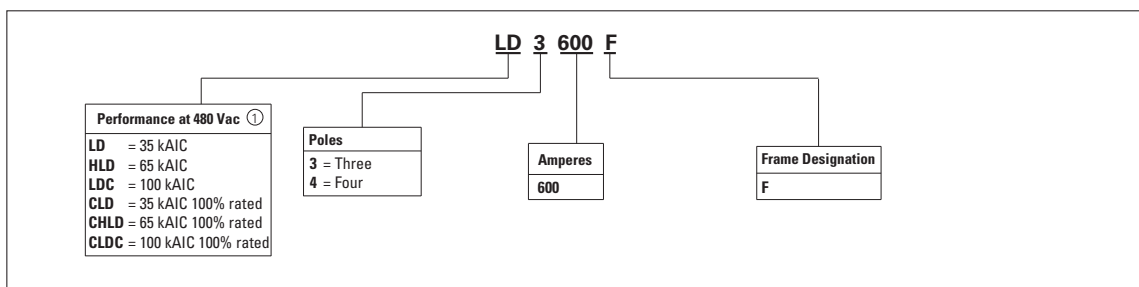 LD 3 600 F
Performance at 480 Vac ①
LD = 35 kAIC
HLD = 65 kAIC
LDC = 100 kAIC
CLD = 35 kAIC 100% rated
CHLD = 65 kAIC 100% rated
CLDC = 100 kAIC 100% rated
Poles
3 = Three
4 = Four
Amperes
600
Frame Designation
F